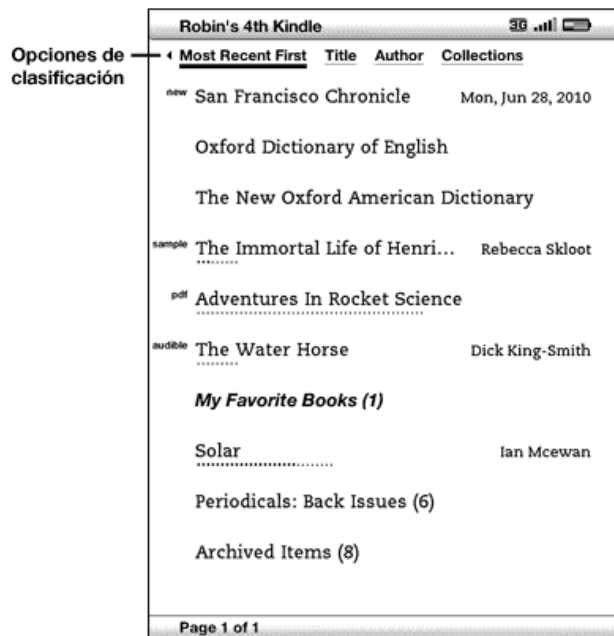 Robin's 4th Kindle 3G
Opciones de clasificación
Most Recent First Title Author Collections
new San Francisco Chronicle Mon, Jun 28, 2010
Oxford Dictionary of English
The New Oxford American Dictionary
sample The Immortal Life of Henri... Rebecca Skloot
pdf Adventures In Rocket Science
audible The Water Horse Dick King-Smith
My Favorite Books (1)
Solar Ian Mcewan
Periodicals: Back Issues (6)
Archived Items (8)
Page 1 of 1